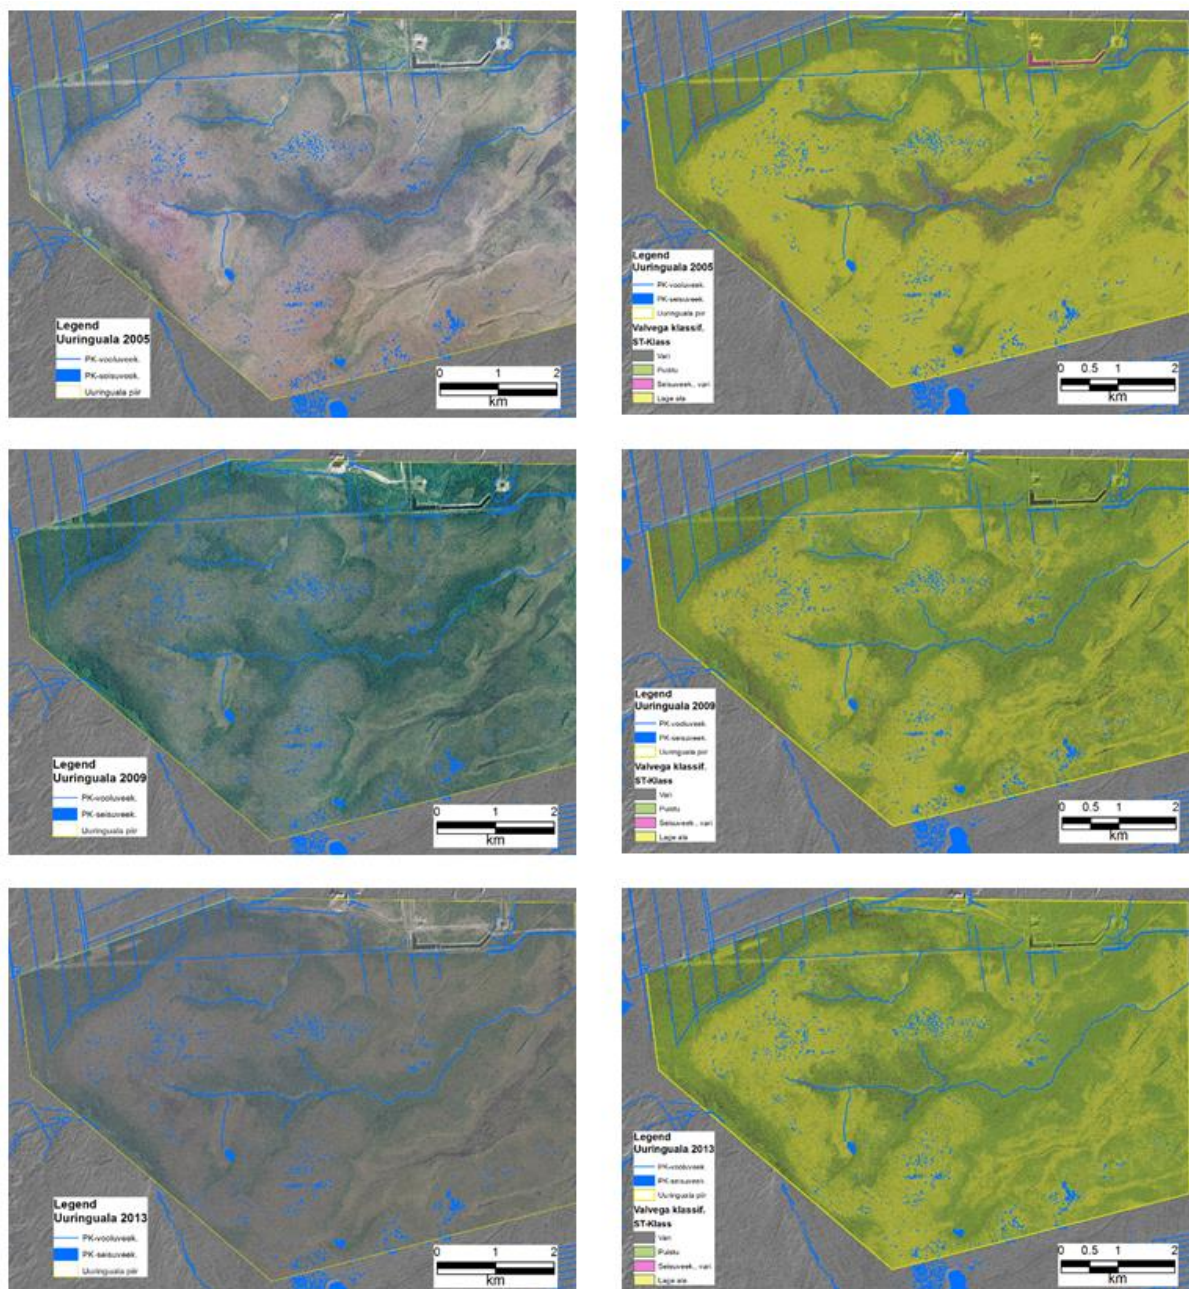 Legend
Uuringuala 2005
PK-vooluveek.
PK-seisuveek.
Uuringuala piir
0 1 2
km
Legend
Uuringuala 2005
PK-vooluveek.
PK-seisuveek.
Uuringuala piir
Valvega klassif.
ST-Klass
Vari
Puistu
Seisuveek., vari
Lage ala
0 0.5 1 2
km
Legend
Uuringuala 2009
PK-vooluveek.
PK-seisuveek.
Uuringuala piir
0 1 2
km
Legend
Uuringuala 2009
PK-vooluveek.
PK-seisuveek.
Uuringuala piir
Valvega klassif.
ST-Klass
Vari
Puistu
Seisuveek., vari
Lage ala
0 0.5 1 2
km
Legend
Uuringuala 2013
PK-vooluveek.
PK-seisuveek.
Uuringuala piir
0 1 2
km
Legend
Uuringuala 2013
PK-vooluveek.
PK-seisuveek.
Uuringuala piir
Valvega klassif.
ST-Klass
Vari
Puistu
Seisuveek., vari
Lage ala
0 0.5 1 2
km